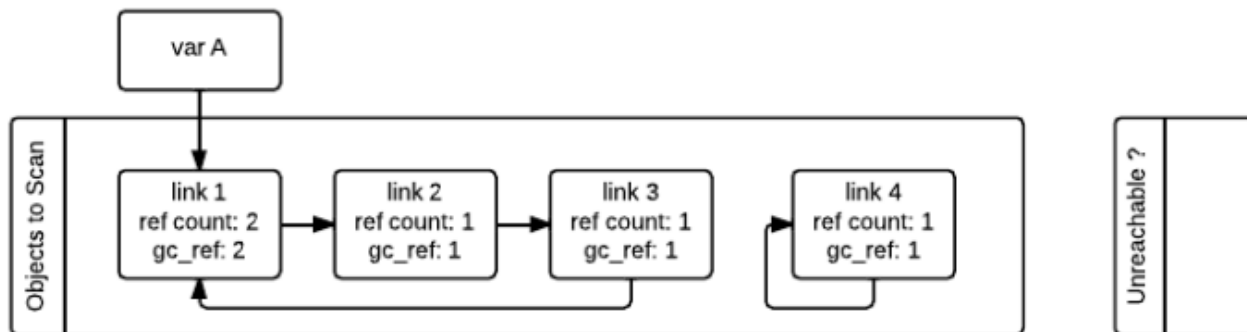 var A
Objects to Scan
link 1
ref count: 2
gc_ref: 2
link 2
ref count: 1
gc_ref: 1
link 3
ref count: 1
gc_ref: 1
link 4
ref count: 1
gc_ref: 1
Unreachable ?